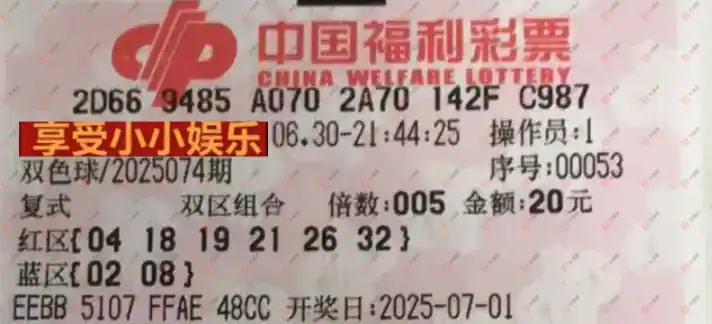 中国福利彩票
CHINA WELFARE LOTTERY
2D66 9485 A070 2A70 142F C987
享受小小娱乐 06.30-21:44:25 操作员:1
双色球/2025074期 序号:00053
复式 双区组合 倍数:005 金额:20元
红区{04 18 19 21 26 32}
蓝区{02 08}
EEBB 5107 FFAE 48CC 开奖日:2025-07-01